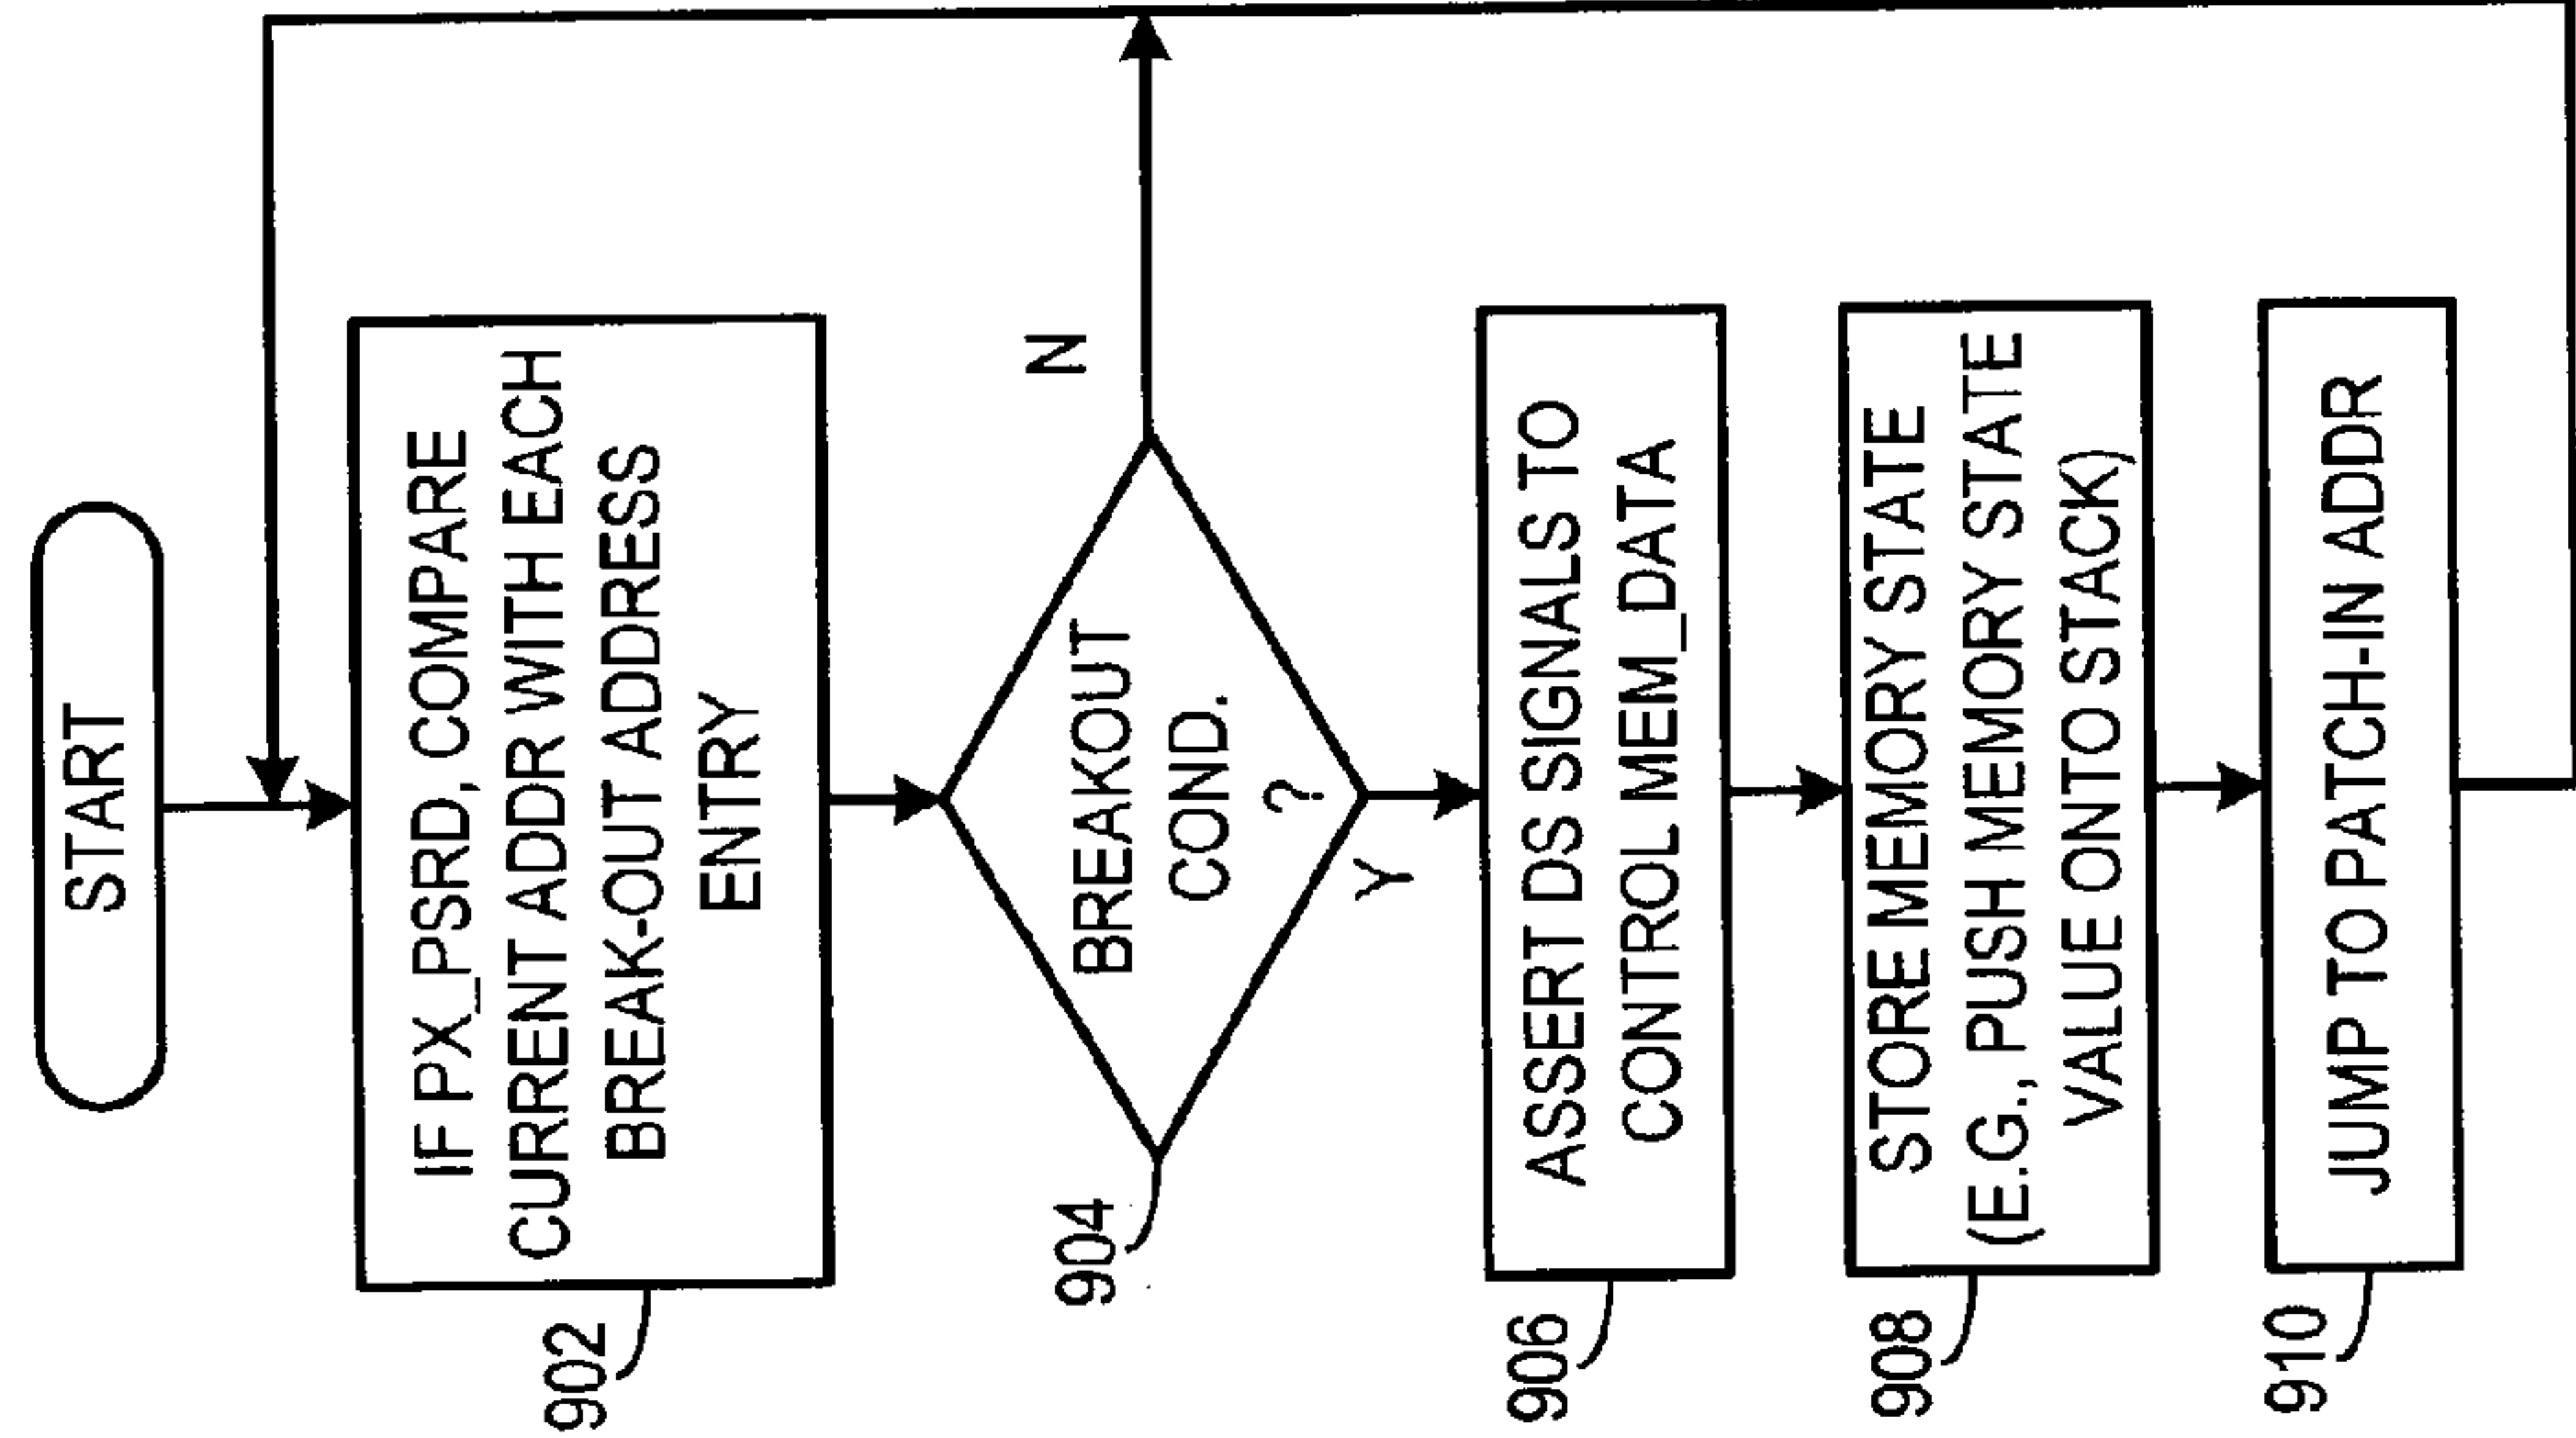 START
IF PX_PSRD, COMPARE
CURRENT ADDR WITH EACH
BREAK-OUT ADDRESS
ENTRY
902
BREAKOUT
COND.
?
904
N
Y
ASSERT DS SIGNALS TO
CONTROL MEM_DATA
906
STORE MEMORY STATE
(E.G., PUSH MEMORY STATE
VALUE ONTO STACK)
908
JUMP TO PATCH-IN ADDR
910